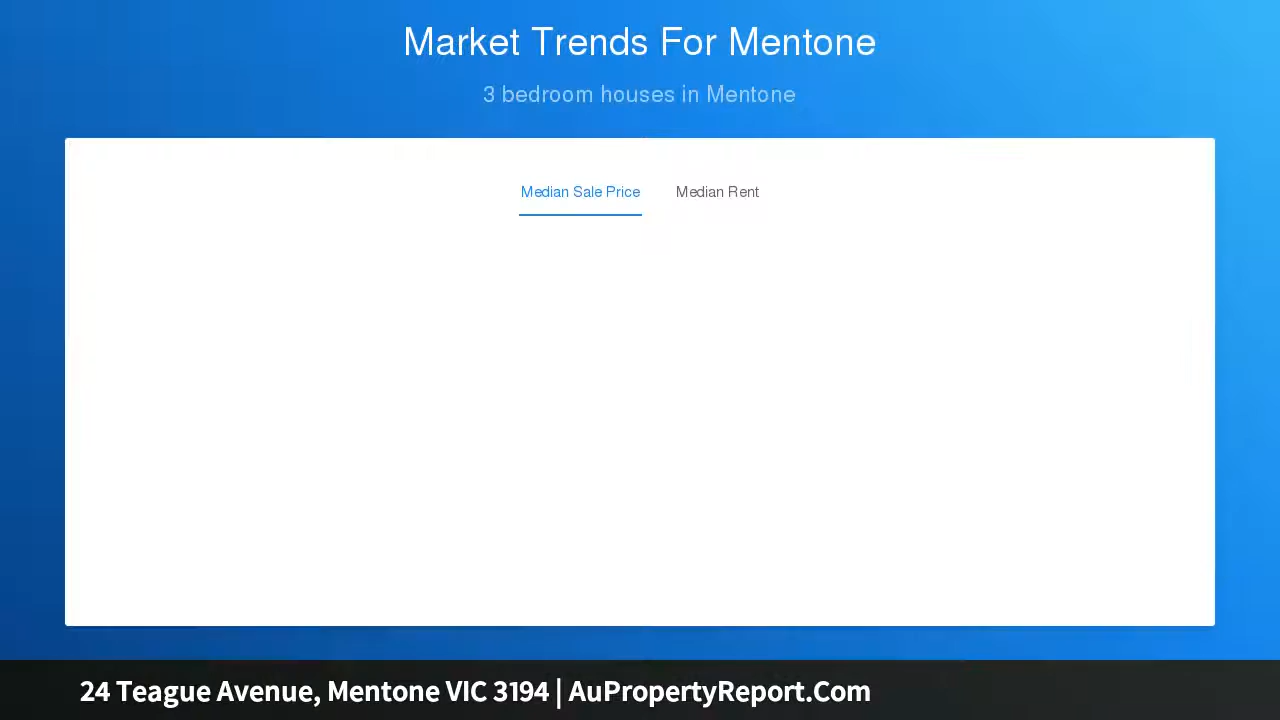 Market Trends For Mentone
3 bedroom houses in Mentone
Median Sale Price Median Rent
24 Teague Avenue, Mentone VIC 3194 | AuPropertyReport.Com